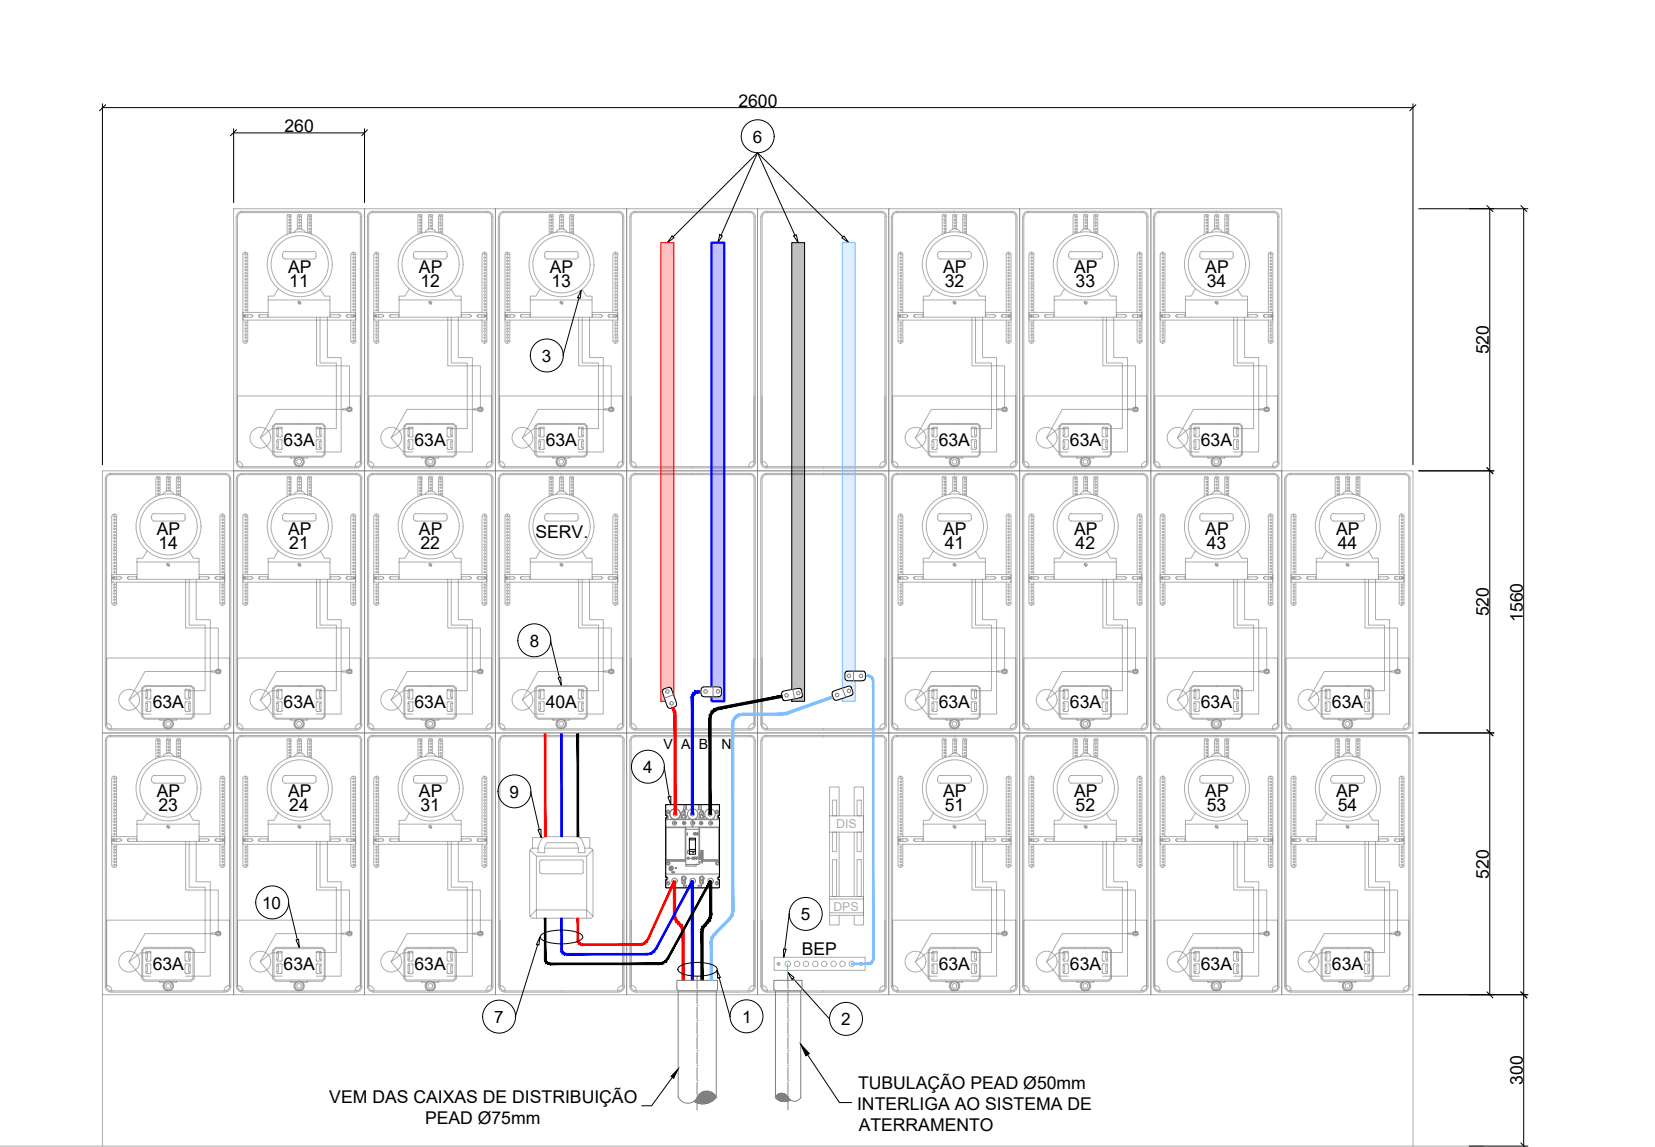 2600
260
6
AP AP AP AP AP AP
11 12 13 32 33 34
3
520
63A 63A 63A 63A 63A 63A
AP AP AP SERV. AP AP AP AP
14 21 22 41 42 43 44
520
1560
8
63A 63A 63A 40A 63A 63A 63A 63A
V A B N
4
9
AP AP AP AP AP AP AP
23 24 31 51 52 53 54
DIS
520
10
DPS
5
BEP
63A 63A 63A 63A 63A 63A 63A
7
1
2
300
VEM DAS CAIXAS DE DISTRIBUIÇÃO
PEAD Ø75mm
TUBULAÇÃO PEAD Ø50mm
INTERLIGA AO SISTEMA DE
ATERRAMENTO